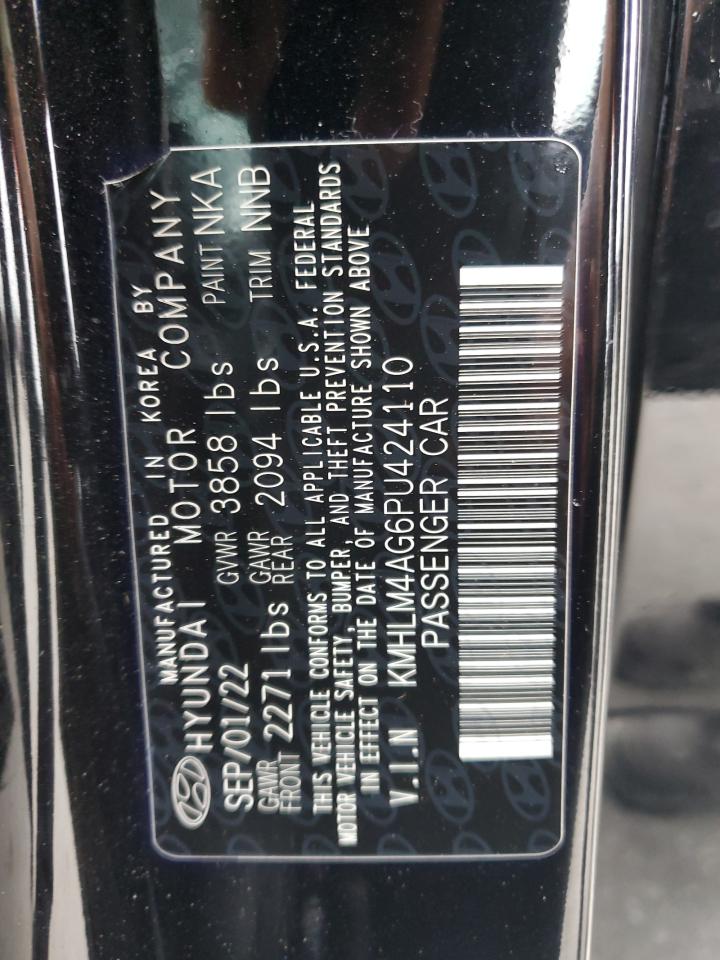 MANUFACTURED IN KOREA BY
HYUNDAI MOTOR COMPANY
SEP/01/22 GVWR 3858 lbs PAINT NKA
GAWR FRONT 2271 lbs GAWR REAR 2094 lbs TRIM NNB
THIS VEHICLE CONFORMS TO ALL APPLICABLE U.S.A. FEDERAL
MOTOR VEHICLE SAFETY, BUMPER, AND THEFT PREVENTION STANDARDS
IN EFFECT ON THE DATE OF MANUFACTURE SHOWN ABOVE
V.I.N KMHLM4AG6PU424110
PASSENGER CAR